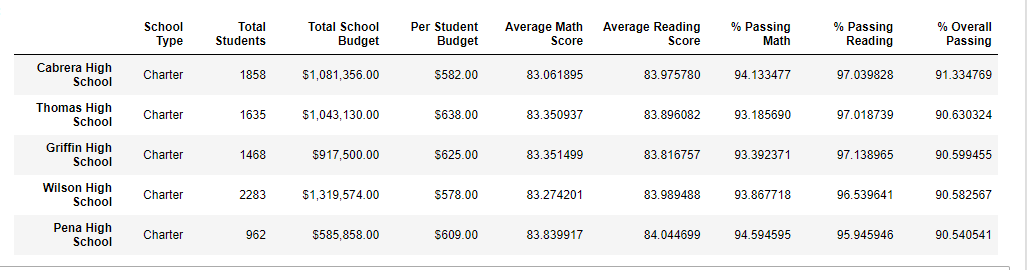 School Type Total Students Total School Budget Per Student Budget Average Math Score Average Reading Score % Passing Math % Passing Reading % Overall Passing
Cabrera High School Charter 1858 $1,081,356.00 $582.00 83.061895 83.975780 94.133477 97.039828 91.334769
Thomas High School Charter 1635 $1,043,130.00 $638.00 83.350937 83.896082 93.185690 97.018739 90.630324
Griffin High School Charter 1468 $917,500.00 $625.00 83.351499 83.816757 93.392371 97.138965 90.599455
Wilson High School Charter 2283 $1,319,574.00 $578.00 83.274201 83.989488 93.867718 96.539641 90.582567
Pena High School Charter 962 $585,858.00 $609.00 83.839917 84.044699 94.594595 95.945946 90.540541